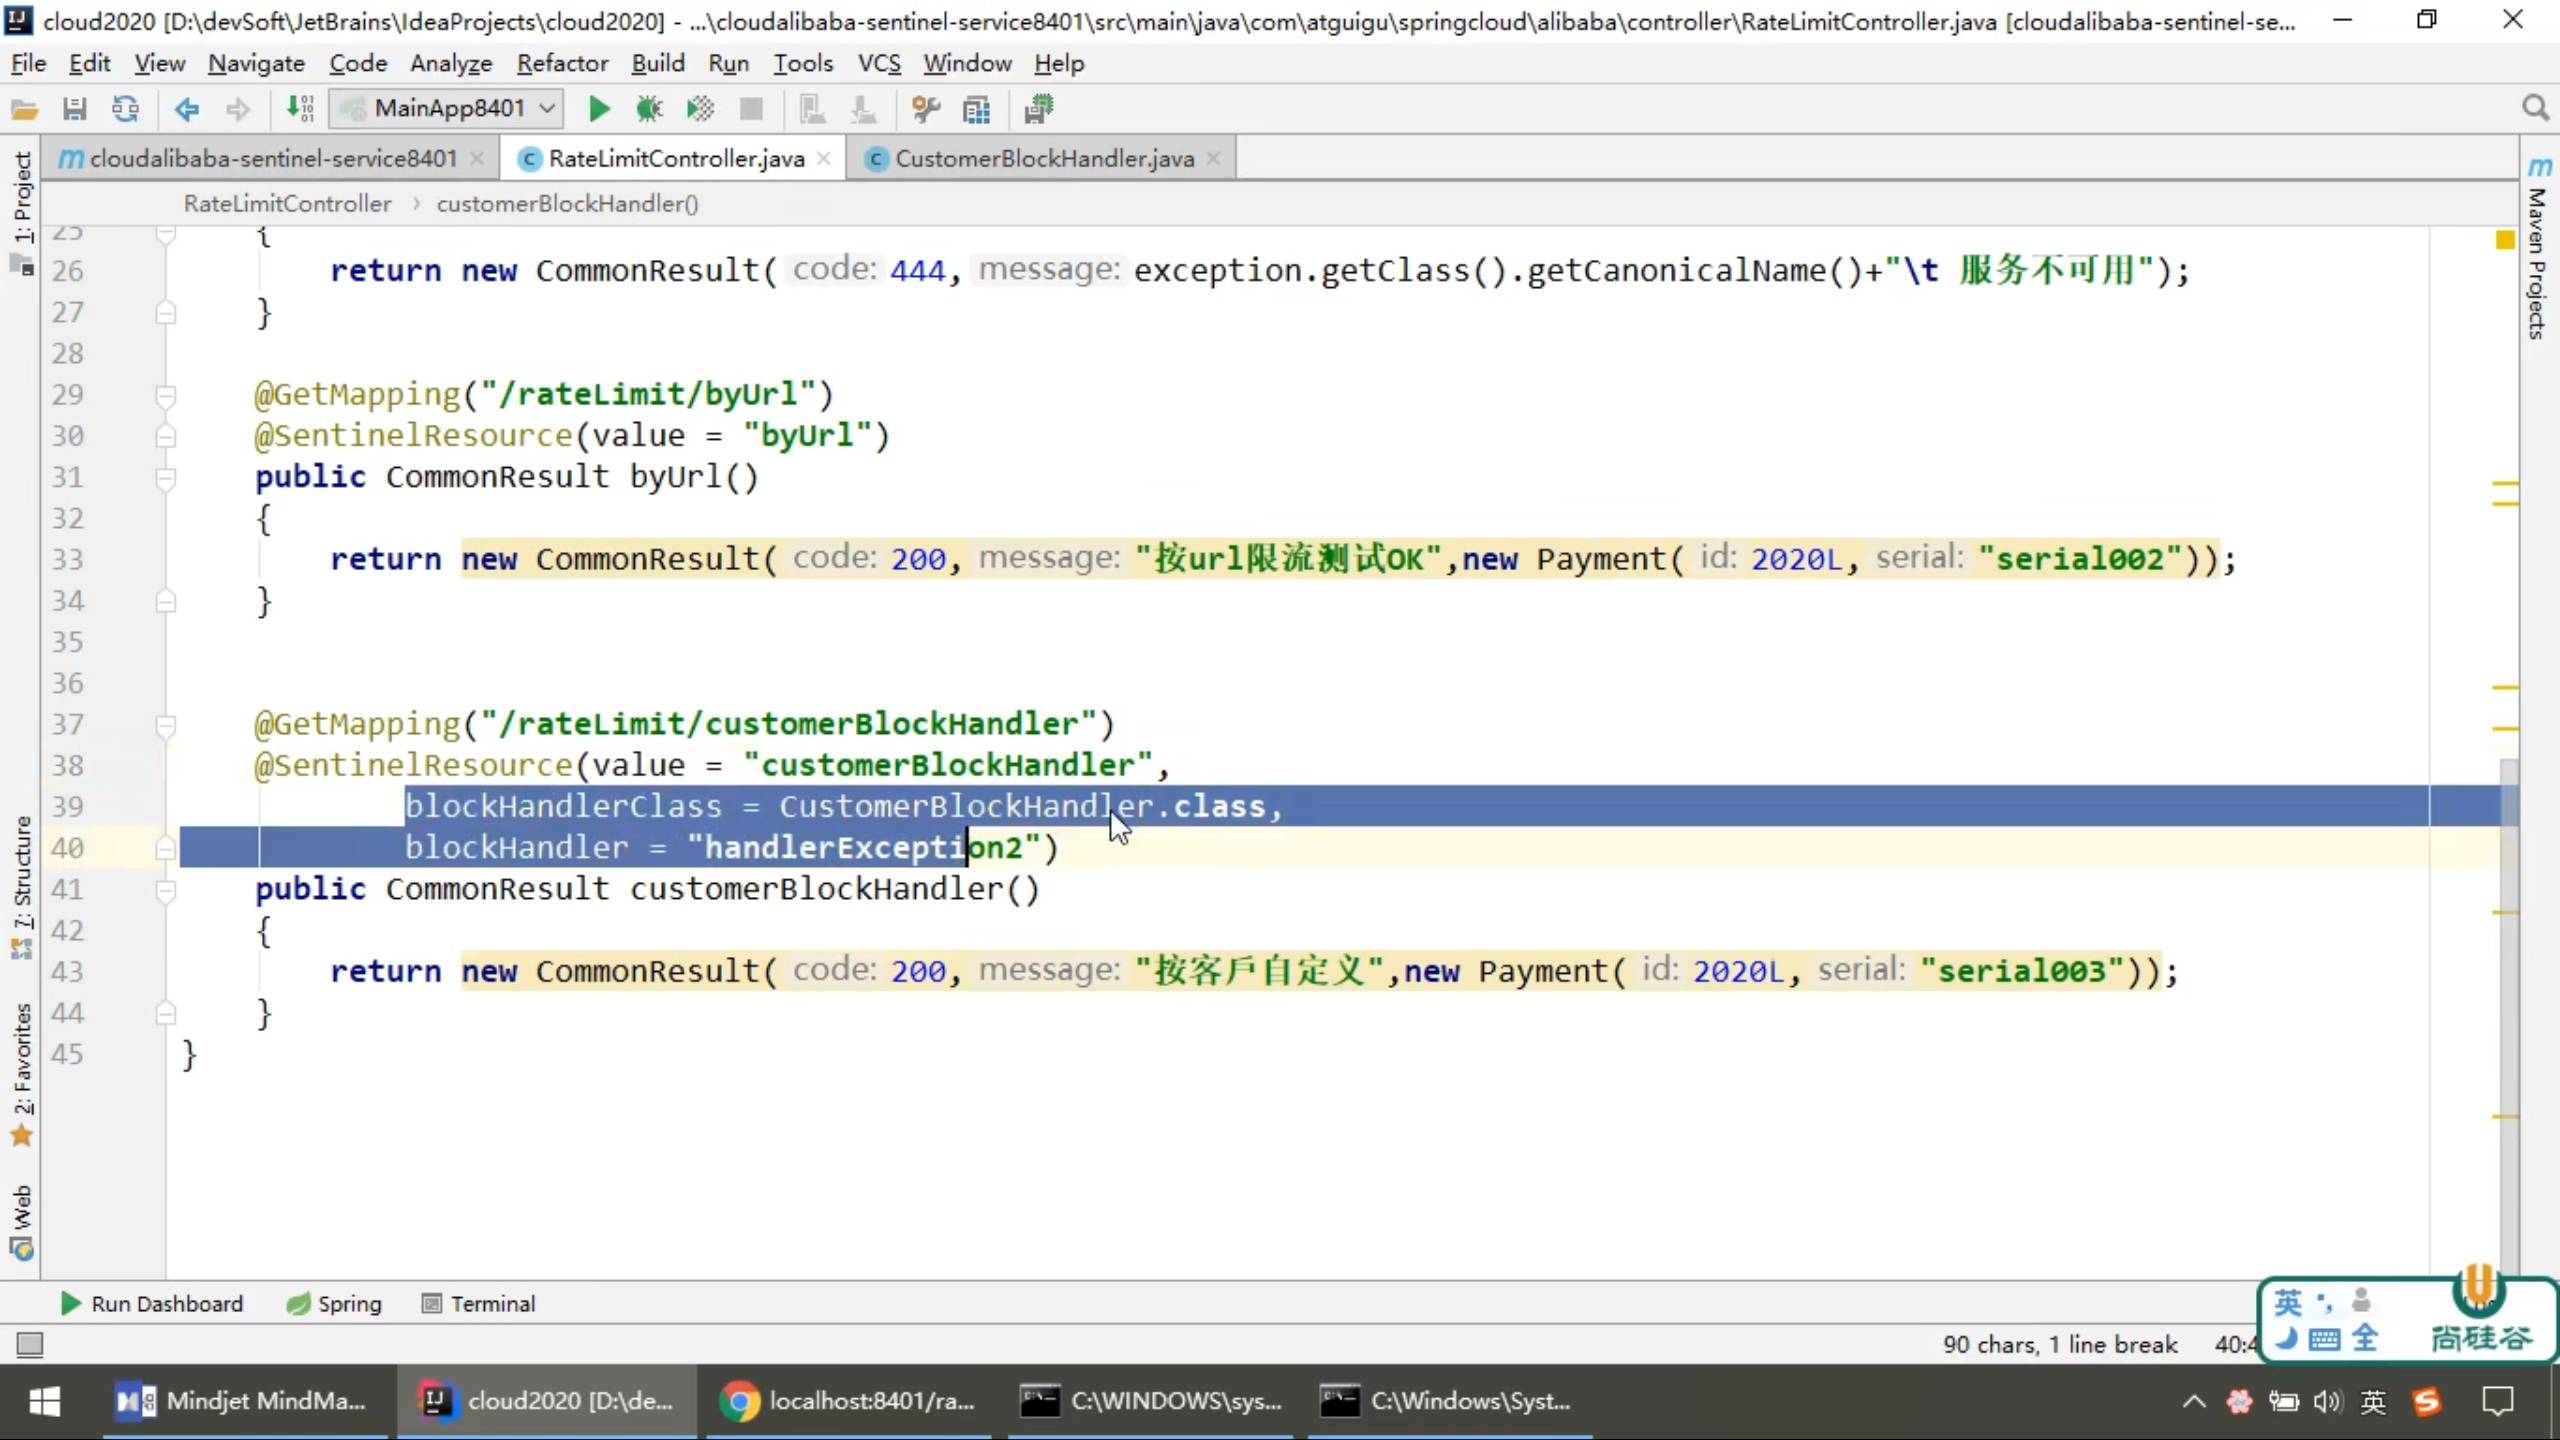 cloud2020 [D:\devSoft\JetBrains\IdeaProjects\cloud2020] - ...\cloudalibaba-sentinel-service8401\src\main\java\com\atguigu\springcloud\alibaba\controller\RateLimitController.java [cloudalibaba-sentinel-se...
File Edit View Navigate Code Analyze Refactor Build Run Tools VCS Window Help
MainApp8401
cloudalibaba-sentinel-service8401 RateLimitController.java CustomerBlockHandler.java
RateLimitController customerBlockHandler()
1: Project
7: Structure
2: Favorites
Web
Maven Projects
25 {
26 return new CommonResult( code: 444, message: exception.getClass().getCanonicalName()+"\t 服务不可用");
27 }
28
29 @GetMapping("/rateLimit/byUrl")
30 @SentinelResource(value = "byUrl")
31 public CommonResult byUrl()
32 {
33 return new CommonResult( code: 200, message: "按url限流测试OK",new Payment( id: 2020L, serial: "serial002"));
34 }
35
36
37 @GetMapping("/rateLimit/customerBlockHandler")
38 @SentinelResource(value = "customerBlockHandler",
39 blockHandlerClass = CustomerBlockHandler.class,
40 blockHandler = "handlerException2")
41 public CommonResult customerBlockHandler()
42 {
43 return new CommonResult( code: 200, message: "按客戶自定义",new Payment( id: 2020L, serial: "serial003"));
44 }
45 }
Run Dashboard Spring Terminal
90 chars, 1 line break 40:4
英
全 尚硅谷
Mindjet MindMa... cloud2020 [D:\de... localhost:8401/ra... C:\WINDOWS\sys... C:\Windows\Syst... 英